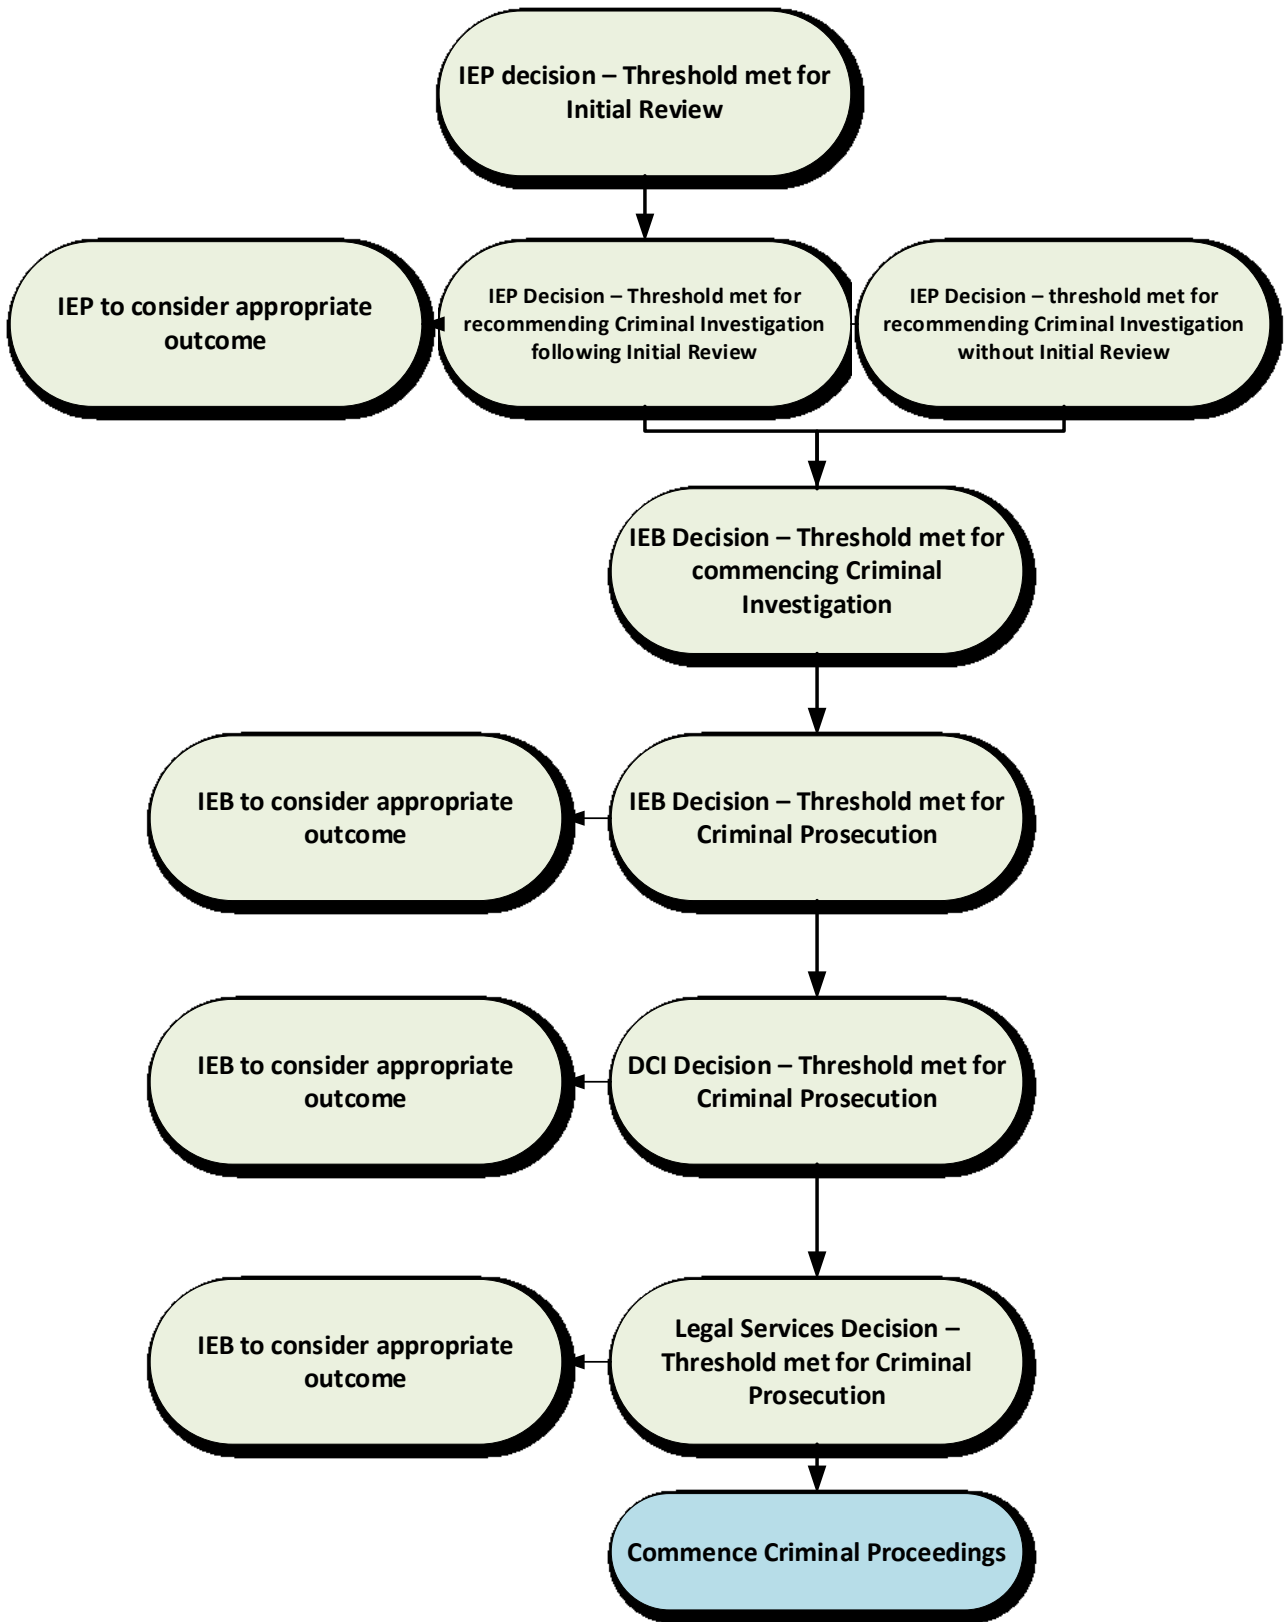 IEP decision – Threshold met for
Initial Review
IEP to consider appropriate
outcome
IEP Decision – Threshold met for
recommending Criminal Investigation
following Initial Review
IEP Decision – threshold met for
recommending Criminal Investigation
without Initial Review
IEB Decision – Threshold met for
commencing Criminal
Investigation
IEB to consider appropriate
outcome
IEB Decision – Threshold met for
Criminal Prosecution
IEB to consider appropriate
outcome
DCI Decision – Threshold met for
Criminal Prosecution
IEB to consider appropriate
outcome
Legal Services Decision –
Threshold met for Criminal
Prosecution
Commence Criminal Proceedings